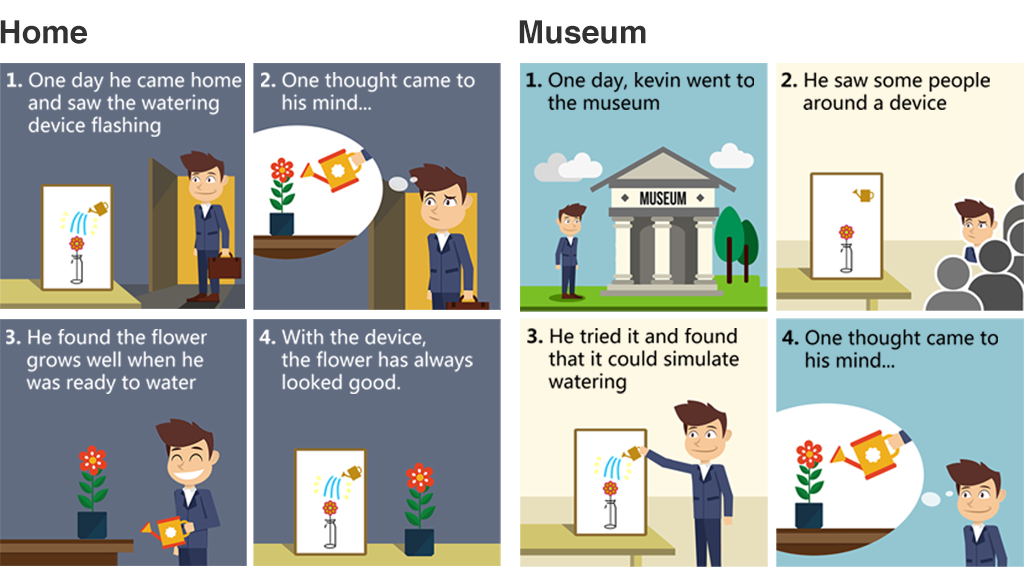 Home
1. One day he came home
and saw the watering
device flashing
2. One thought came to
his mind...
3. He found the flower
grows well when he
was ready to water
4. With the device,
the flower has always
looked good.
Museum
1. One day, kevin went to
the museum
MUSEUM
2. He saw some people
around a device
3. He tried it and found
that it could simulate
watering
4. One thought came to
his mind...